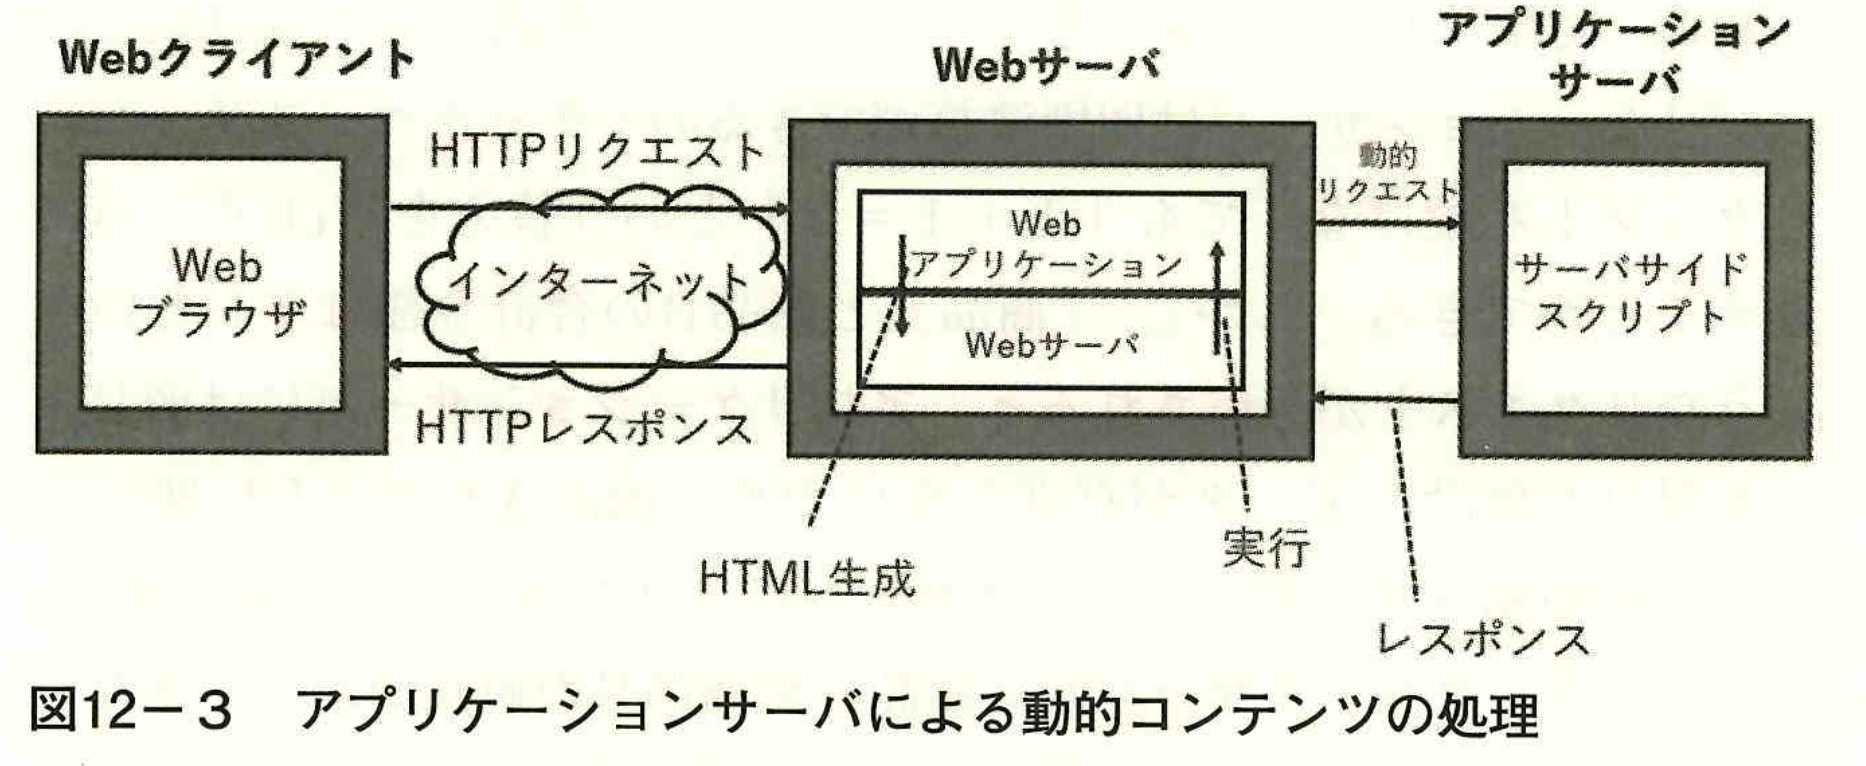 Webクライアント
Webサーバ
アプリケーション
サーバ
HTTPリクエスト
動的
リクエスト
Web
ブラウザ
インターネット
Web
アプリケーション
Webサーバ
サーバサイド
スクリプト
HTTPレスポンス
HTML生成
実行
レスポンス
図12－3　アプリケーションサーバによる動的コンテンツの処理